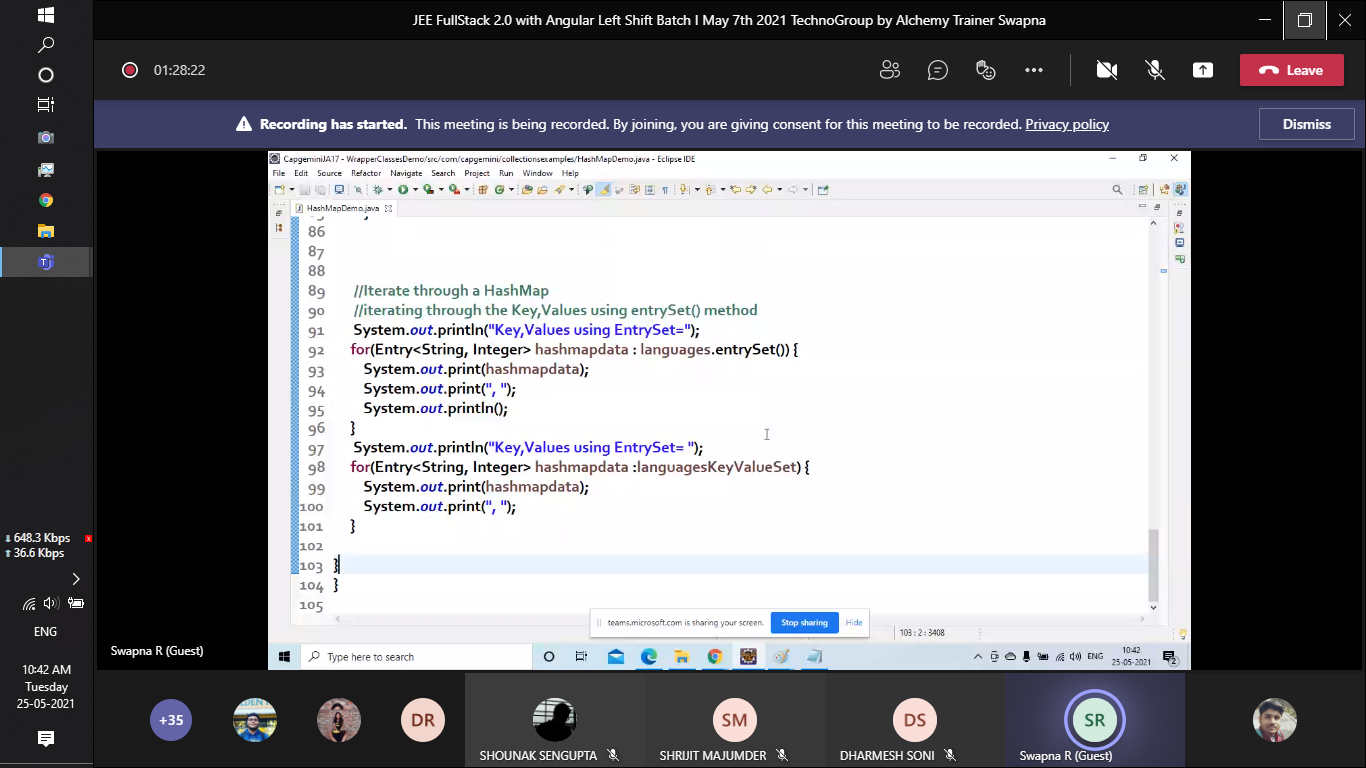 JEE FullStack 2.0 with Angular Left Shift Batch I May 7th 2021 TechnoGroup by Alchemy Trainer Swapna
01:28:22
Leave
Recording has started. This meeting is being recorded. By joining, you are giving consent for this meeting to be recorded. Privacy policy
Dismiss
CapgeminiJA17 - WrapperClassesDemo/src/com/capgemini/collectionsexamples/HashMapDemo.java - Eclipse IDE
File Edit Source Refactor Navigate Search Project Run Window Help
HashMapDemo.java
86
87
88
89 //Iterate through a HashMap
90 //iterating through the Key,Values using entrySet() method
91 System.out.println("Key,Values using EntrySet=");
92 for(Entry<String, Integer> hashmapdata : languages.entrySet()) {
93 System.out.print(hashmapdata);
94 System.out.print(", ");
95 System.out.println();
96 }
97 System.out.println("Key,Values using EntrySet= ");
98 for(Entry<String, Integer> hashmapdata :languagesKeyValueSet) {
99 System.out.print(hashmapdata);
100 System.out.print(", ");
101 }
102
103 }
104 }
105
teams.microsoft.com is sharing your screen. Stop sharing Hide
103 : 2 : 3408
Type here to search
ENG
10:42
25-05-2021
2
Swapna R (Guest)
648.3 Kbps
36.6 Kbps
ENG
10:42 AM
Tuesday
25-05-2021
+35
DR
SHOUNAK SENGUPTA
SM
SHRIJIT MAJUMDER
DS
DHARMESH SONI
SR
Swapna R (Guest)